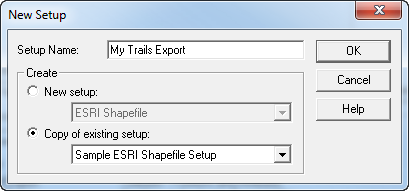 New Setup
Setup Name: My Trails Export
OK
Create
Cancel
New setup:
ESRI Shapefile
Help
Copy of existing setup:
Sample ESRI Shapefile Setup